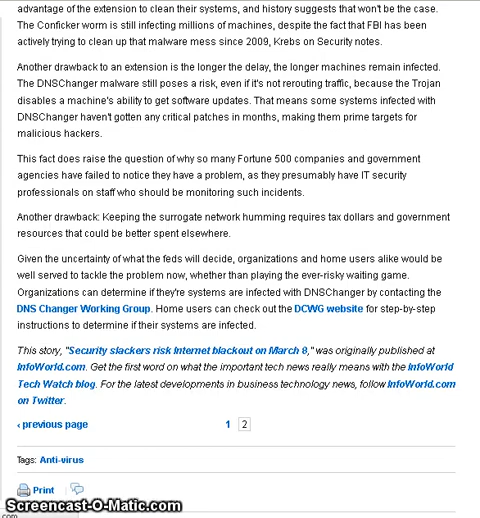 advantage of the extension to clean their systems, and history suggests that won't be the case.
The Conficker worm is still infecting millions of machines, despite the fact that FBI has been
actively trying to clean up that malware mess since 2009, Krebs on Security notes.
Another drawback to an extension is the longer the delay, the longer machines remain infected.
The DNSChanger malware still poses a risk, even if it's not rerouting traffic, because the Trojan
disables a machine's ability to get software updates. That means some systems infected with
DNSChanger haven't gotten any critical patches in months, making them prime targets for
malicious hackers.
This fact does raise the question of why so many Fortune 500 companies and government
agencies have failed to notice they have a problem, as they presumably have IT security
professionals on staff who should be monitoring such incidents.
Another drawback: Keeping the surrogate network humming requires tax dollars and government
resources that could be better spent elsewhere.
Given the uncertainty of what the feds will decide, organizations and home users alike would be
well served to tackle the problem now, whether than playing the ever-risky waiting game.
Organizations can determine if they're systems are infected with DNSChanger by contacting the
DNS Changer Working Group. Home users can check out the DCWG website for step-by-step
instructions to determine if their systems are infected.
This story, "Security slackers risk Internet blackout on March 8," was originally published at
InfoWorld.com. Get the first word on what the important tech news really means with the InfoWorld
Tech Watch blog. For the latest developments in business technology news, follow InfoWorld.com
on Twitter.
‹ previous page 1 2
Tags: Anti-virus
Print
Screencast-O-Matic.com